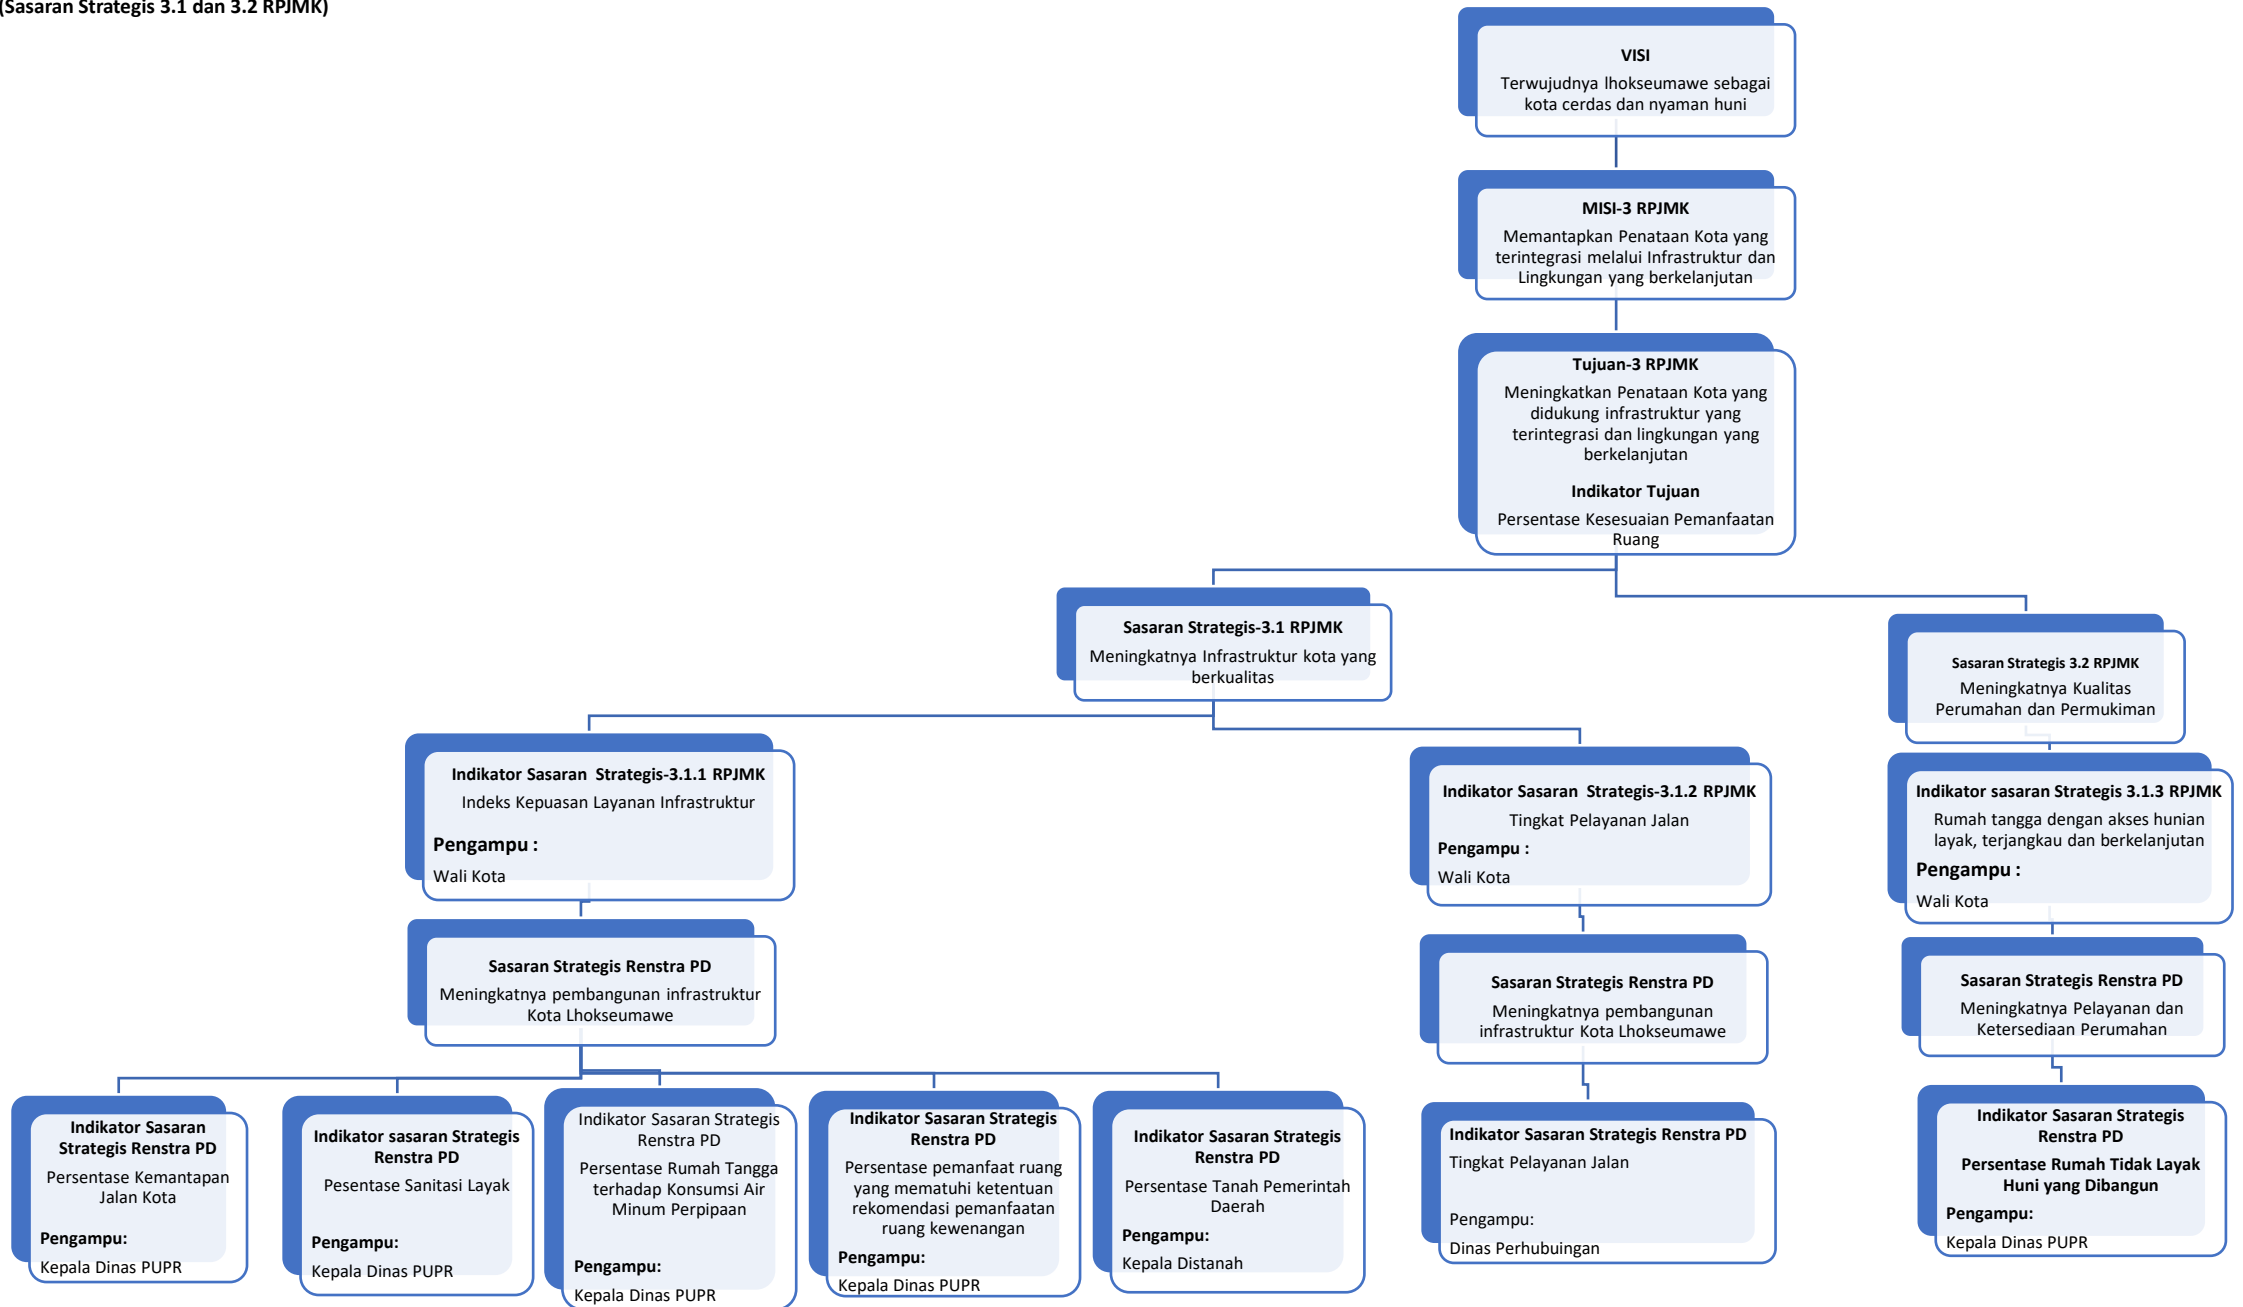 (Sasaran Strategis 3.1 dan 3.2 RPJMK)
VISI
Terwujudnya lhokseumawe sebagai
kota cerdas dan nyaman huni
MISI-3 RPJMK
Memantapkan Penataan Kota yang
terintegrasi melalui Infrastruktur dan
Lingkungan yang berkelanjutan
Tujuan-3 RPJMK
Meningkatkan Penataan Kota yang
didukung infrastruktur yang
terintegrasi dan lingkungan yang
berkelanjutan
Indikator Tujuan
Persentase Kesesuaian Pemanfaatan
Ruang
Sasaran Strategis-3.1 RPJMK
Meningkatnya Infrastruktur kota yang
berkualitas
Sasaran Strategis 3.2 RPJMK
Meningkatnya Kualitas
Perumahan dan Permukiman
Indikator Sasaran Strategis-3.1.1 RPJMK
Indeks Kepuasan Layanan Infrastruktur
Pengampu :
Wali Kota
Indikator Sasaran Strategis-3.1.2 RPJMK
Tingkat Pelayanan Jalan
Pengampu :
Wali Kota
Indikator sasaran Strategis 3.1.3 RPJMK
Rumah tangga dengan akses hunian
layak, terjangkau dan berkelanjutan
Pengampu :
Wali Kota
Sasaran Strategis Renstra PD
Meningkatnya pembangunan infrastruktur
Kota Lhokseumawe
Sasaran Strategis Renstra PD
Meningkatnya pembangunan
infrastruktur Kota Lhokseumawe
Sasaran Strategis Renstra PD
Meningkatnya Pelayanan dan
Ketersediaan Perumahan
Indikator Sasaran
Strategis Renstra PD
Persentase Kemantapan
Jalan Kota
Pengampu:
Kepala Dinas PUPR
Indikator sasaran Strategis
Renstra PD
Pesentase Sanitasi Layak
Pengampu:
Kepala Dinas PUPR
Indikator Sasaran Strategis
Renstra PD
Persentase Rumah Tangga
terhadap Konsumsi Air
Minum Perpipaan
Pengampu:
Kepala Dinas PUPR
Indikator Sasaran Strategis
Renstra PD
Persentase pemanfaat ruang
yang mematuhi ketentuan
rekomendasi pemanfaatan
ruang kewenangan
Pengampu:
Kepala Dinas PUPR
Indikator Sasaran Strategis
Renstra PD
Persentase Tanah Pemerintah
Daerah
Pengampu:
Kepala Distanah
Indikator Sasaran Strategis Renstra PD
Tingkat Pelayanan Jalan
Pengampu:
Dinas Perhubuingan
Indikator Sasaran Strategis
Renstra PD
Persentase Rumah Tidak Layak
Huni yang Dibangun
Pengampu:
Kepala Dinas PUPR